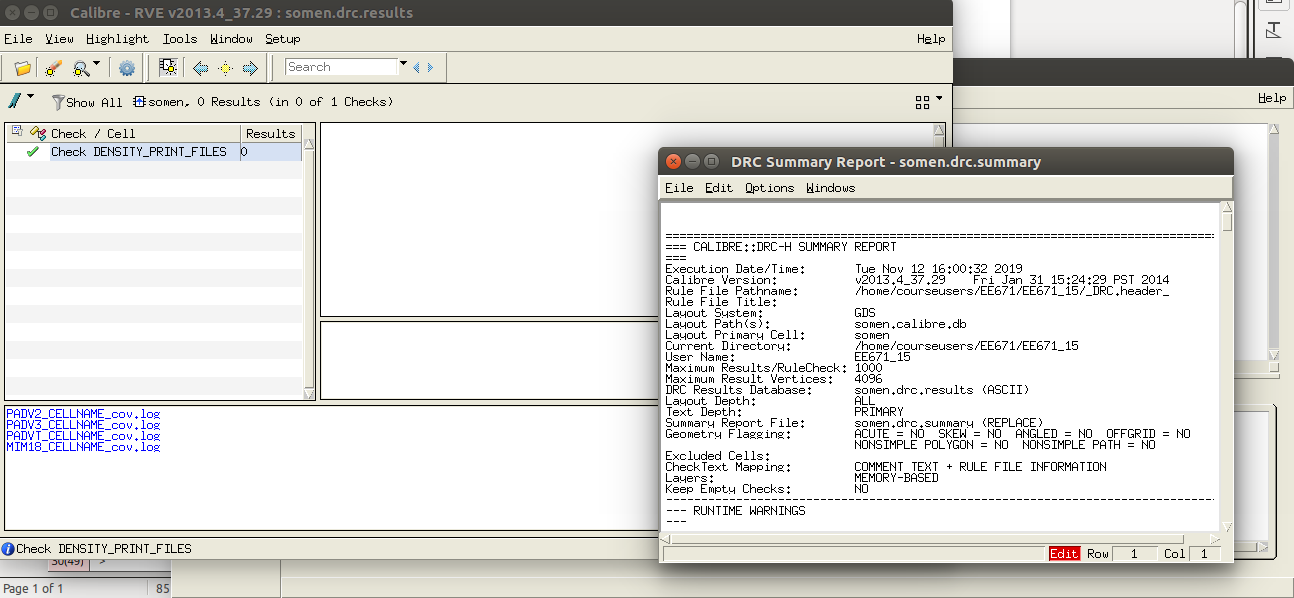 Calibre - RVE v2013.4_37.29 : somen.drc.results
File View Highlight Tools Window Setup Help
Search
Show All somen, 0 Results (in 0 of 1 Checks)
Check / Cell Results
Check DENSITY_PRINT_FILES 0
PADV2_CELLNAME_cov.log
PADV3_CELLNAME_cov.log
PADVT_CELLNAME_cov.log
MIM18_CELLNAME_cov.log
Check DENSITY_PRINT_FILES
Page 1 of 1 85
Help
DRC Summary Report - somen.drc.summary
File Edit Options Windows
==================================================================================
=== CALIBRE::DRC-H SUMMARY REPORT
===
Execution Date/Time: Tue Nov 12 16:00:32 2019
Calibre Version: v2013.4_37.29 Fri Jan 31 15:24:29 PST 2014
Rule File Pathname: /home/courseusers/EE671/EE671_15/_DRC.header_
Rule File Title:
Layout System: GDS
Layout Path(s): somen.calibre.db
Layout Primary Cell: somen
Current Directory: /home/courseusers/EE671/EE671_15
User Name: EE671_15
Maximum Results/RuleCheck: 1000
Maximum Result Vertices: 4096
DRC Results Database: somen.drc.results (ASCII)
Layout Depth: ALL
Text Depth: PRIMARY
Summary Report File: somen.drc.summary (REPLACE)
Geometry Flagging: ACUTE = NO SKEW = NO ANGLED = NO OFFGRID = NO
NONSIMPLE POLYGON = NO NONSIMPLE PATH = NO
Excluded Cells:
CheckText Mapping: COMMENT TEXT + RULE FILE INFORMATION
Layers: MEMORY-BASED
Keep Empty Checks: NO
----------------------------------------------------------------------------------
--- RUNTIME WARNINGS
---
Edit Row 1 Col 1